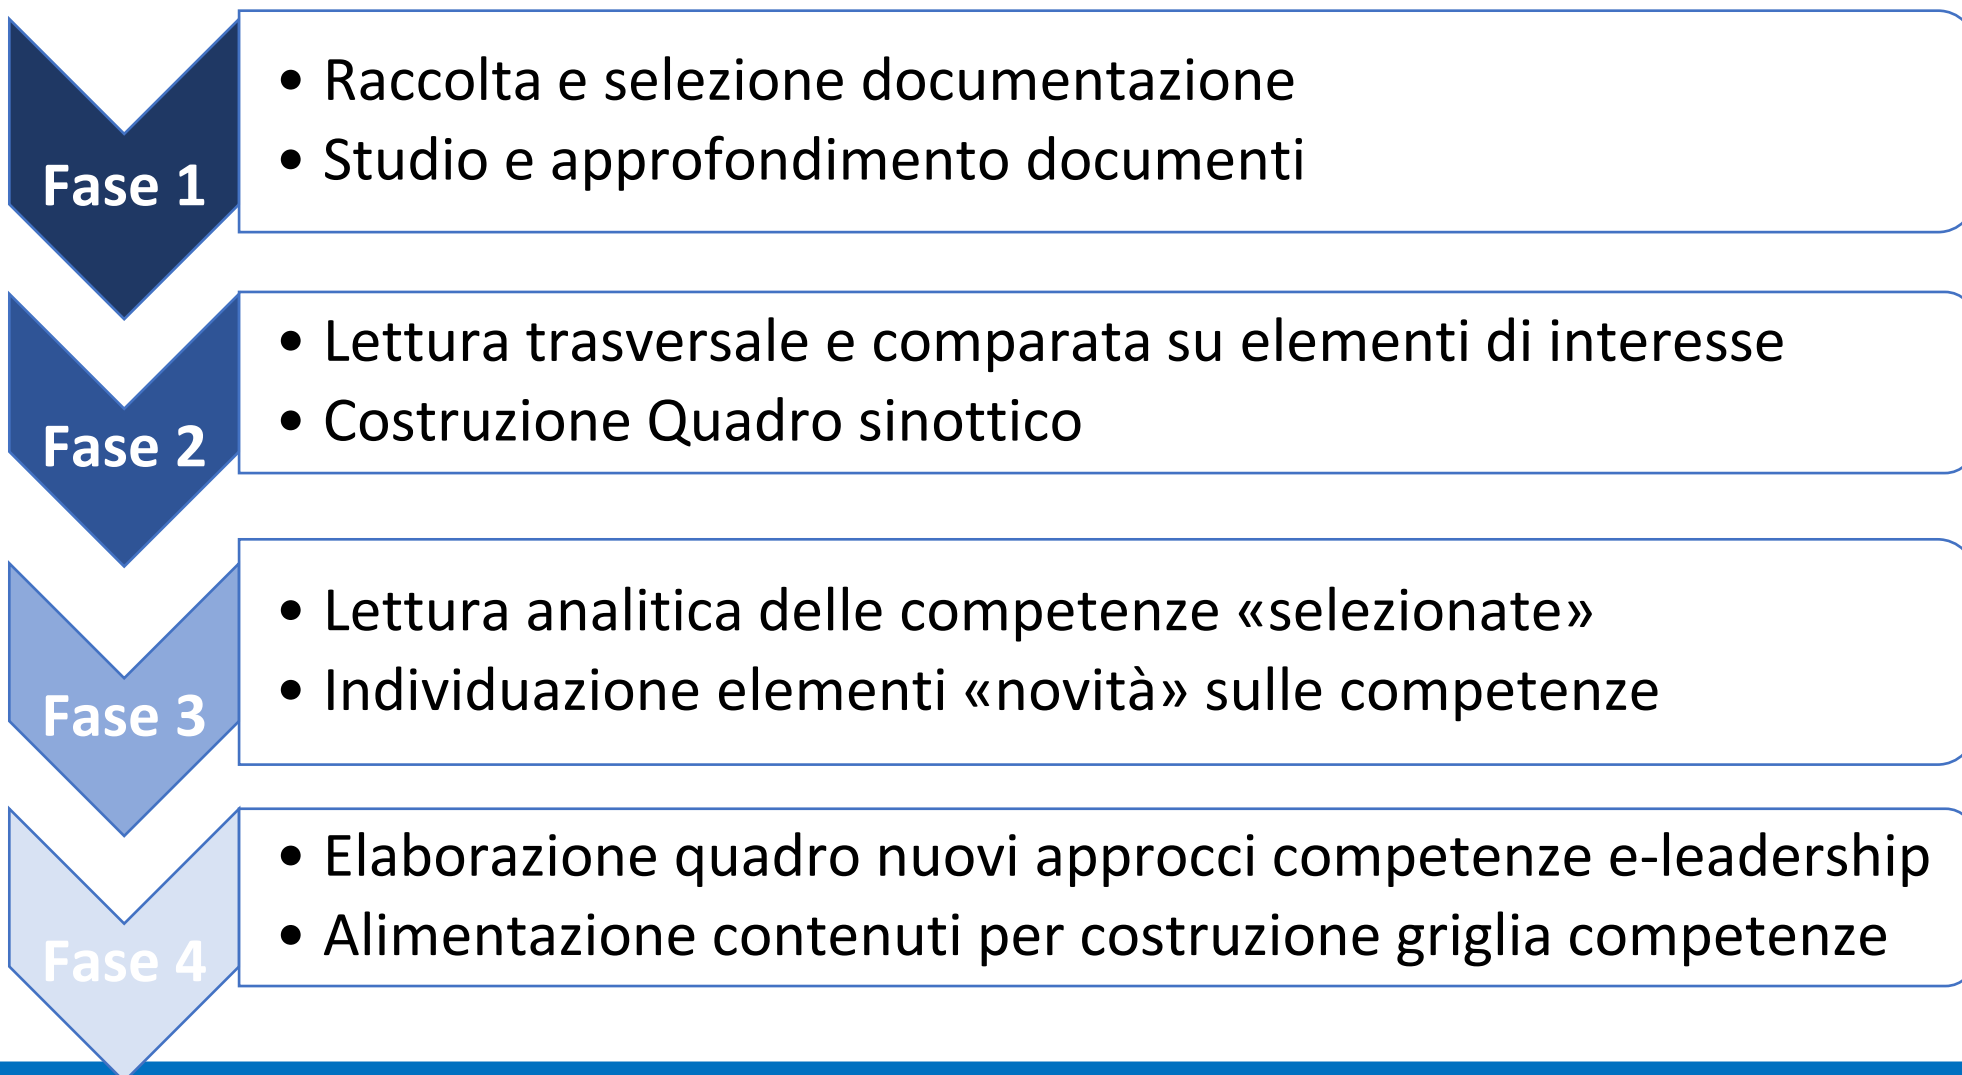 Fase 1
• Raccolta e selezione documentazione
• Studio e approfondimento documenti
Fase 2
• Lettura trasversale e comparata su elementi di interesse
• Costruzione Quadro sinottico
Fase 3
• Lettura analitica delle competenze «selezionate»
• Individuazione elementi «novità» sulle competenze
Fase 4
• Elaborazione quadro nuovi approcci competenze e-leadership
• Alimentazione contenuti per costruzione griglia competenze